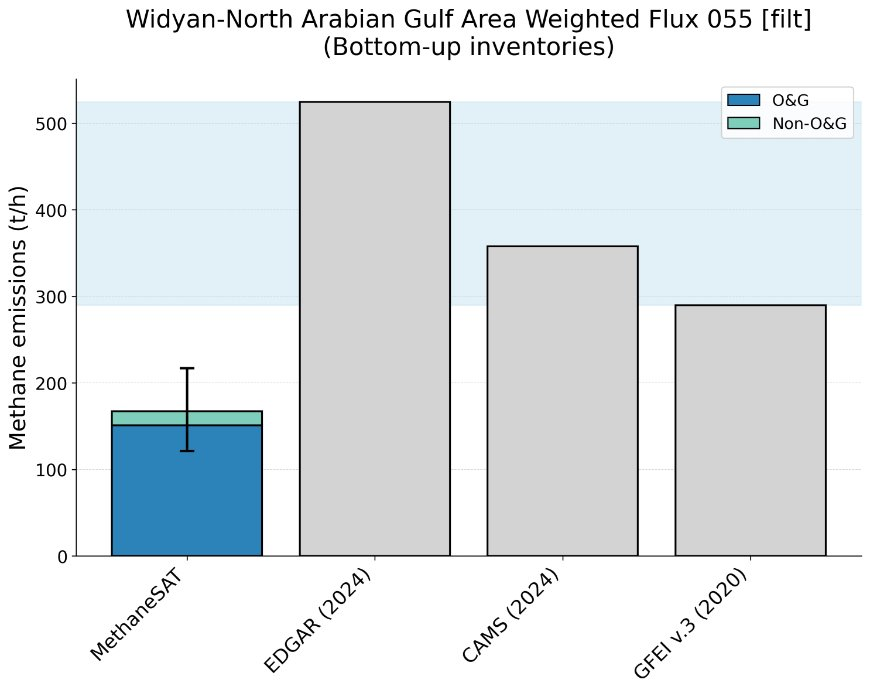 Widyan-North Arabian Gulf Area Weighted Flux 055 [filt]
(Bottom-up inventories)
O&G
Non-O&G
Methane emissions (t/h)
500
400
300
200
100
0
MethaneSAT
EDGAR (2024)
CAMS (2024)
GFEI v.3 (2020)